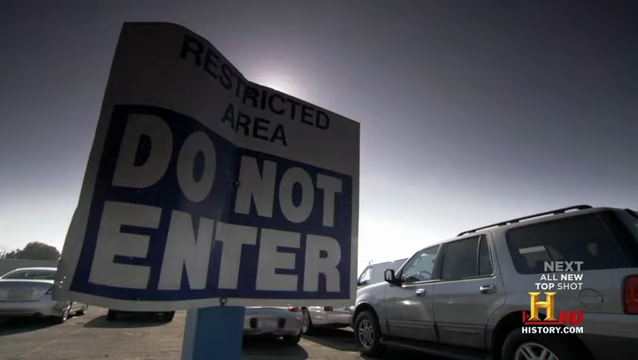 RESTRICTED
AREA
DO NOT
ENTER
NEXT
ALL NEW
TOP SHOT
H HD
HISTORY.COM